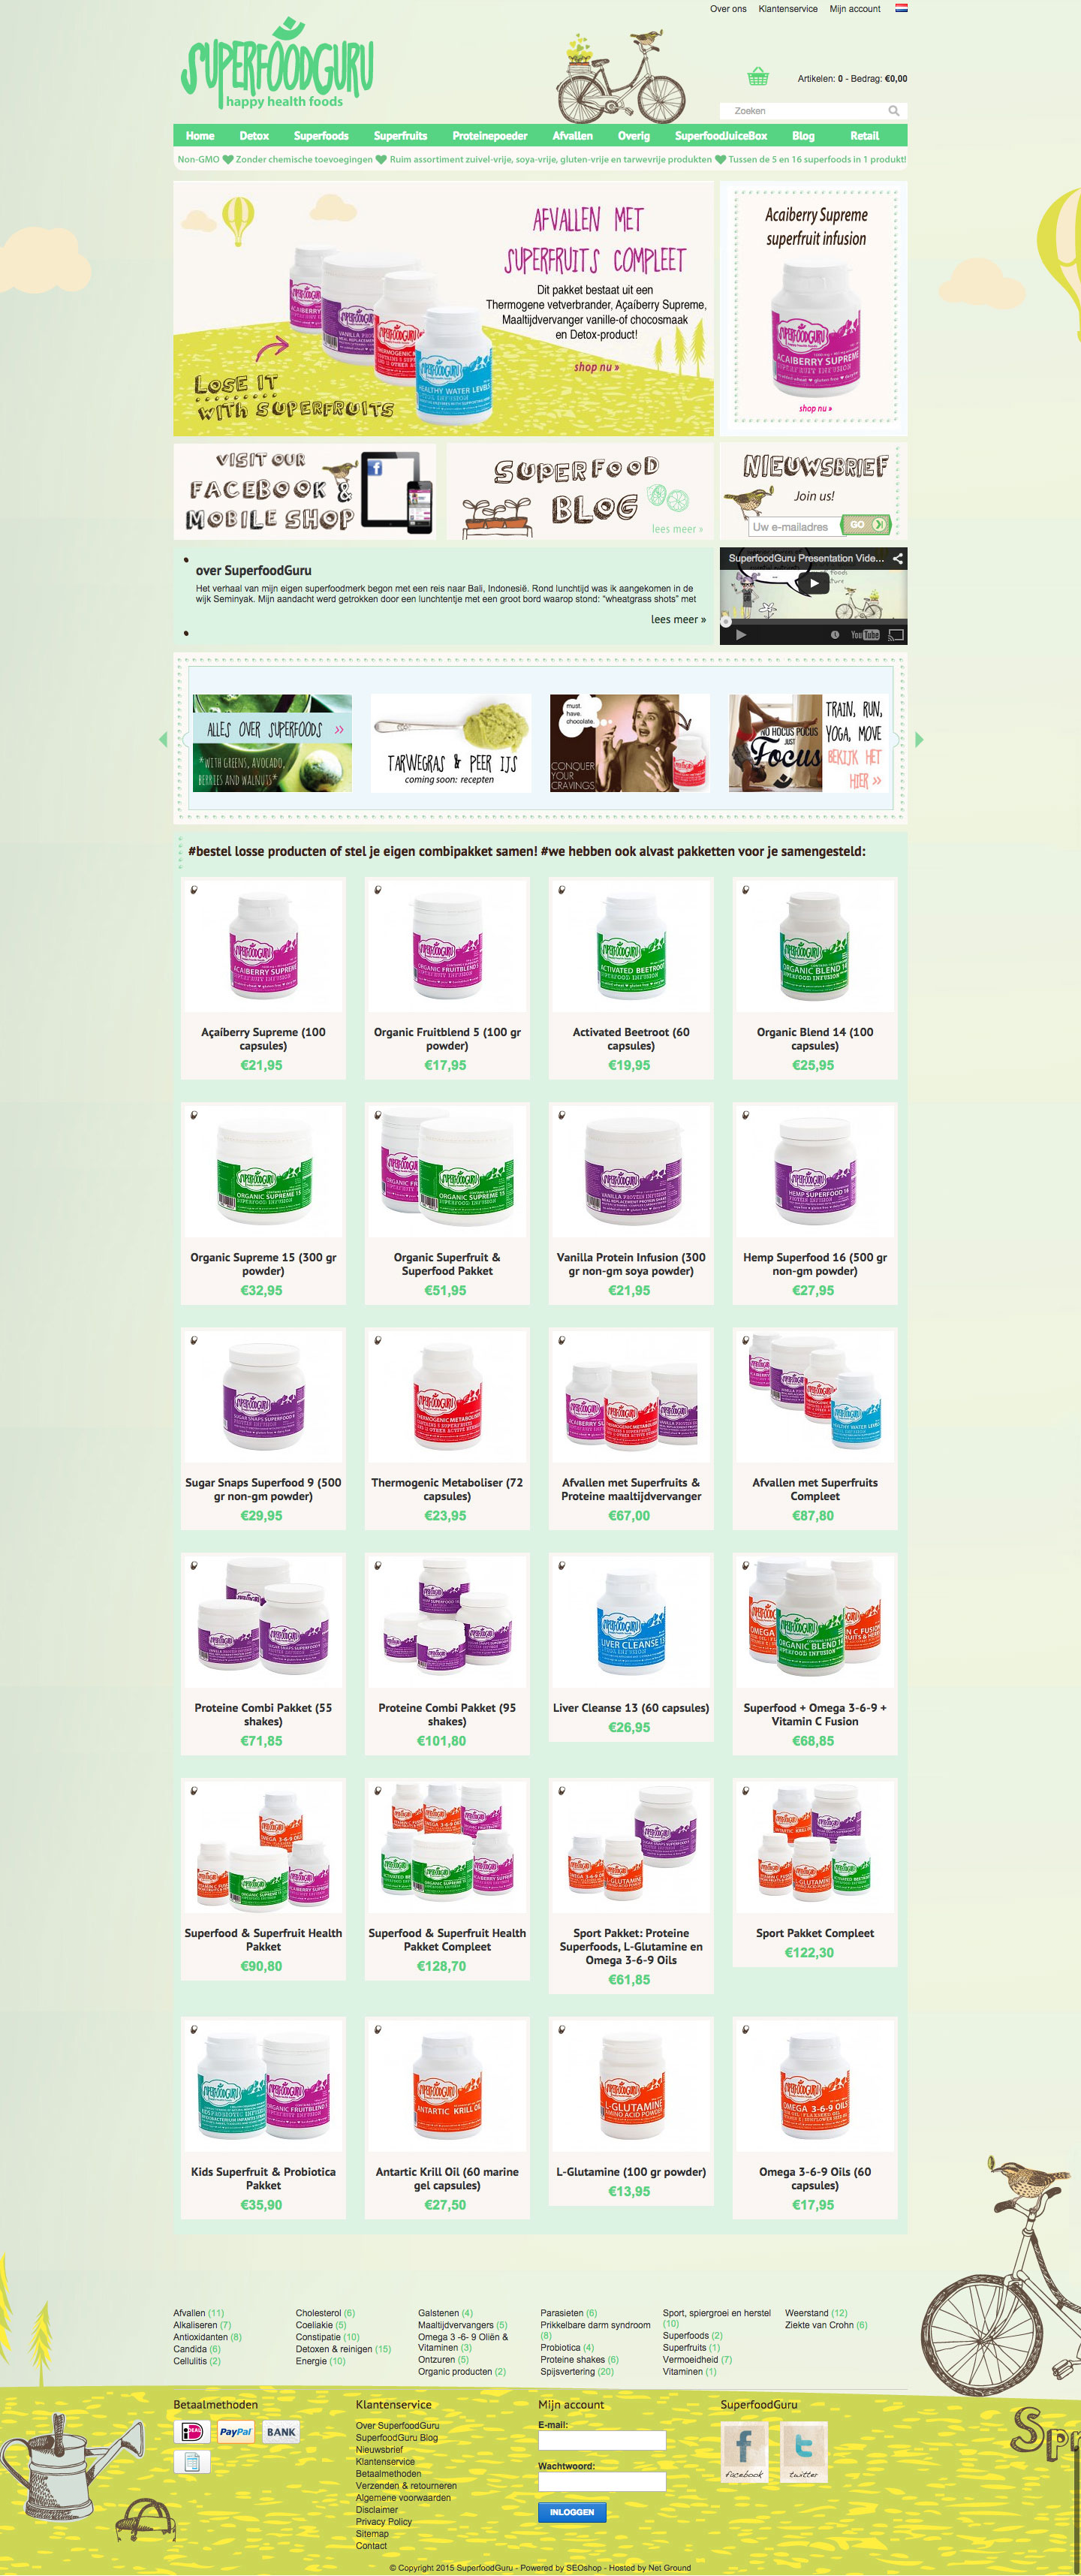 Over ons Klantenservice Mijn account
SUPERFOODGURU
happy health foods
Artikelen: 0 - Bedrag: €0,00
Zoeken
Home Detox Superfoods Superfruits Proteinepoeder Afvallen Overig SuperfoodJuiceBox Blog Retail
Non-GMO Zonder chemische toevoegingen Ruim assortiment zuivel-vrije, soya-vrije, gluten-vrije en tarwevrije produkten Tussen de 5 en 16 superfoods in 1 produkt!
AFVALLEN MET
SUPERFRUITS COMPLEET
Dit pakket bestaat uit een
Thermogene vetverbrander, Açaíberry Supreme,
Maaltijdvervanger vanille-of chocosmaak
en Detox-product!
shop nu »
LOSE IT
WITH SUPERFRUITS
Acaiberry Supreme
superfruit infusion
SUPERFOODGURU
ACAIBERRY SUPREME
shop nu »
VISIT OUR
FACEBOOK &
MOBILE SHOP
SUPERFOOD
BLOG
lees meer »
NIEUWSBRIEF
Join us!
Uw e-mailadres GO
over SuperfoodGuru
Het verhaal van mijn eigen superfoodmerk begon met een reis naar Bali, Indonesië. Rond lunchtijd was ik aangekomen in de
wijk Seminyak. Mijn aandacht werd getrokken door een lunchtentje met een groot bord waarop stond: "wheatgrass shots" met
lees meer »
SuperfoodGuru Presentation Vide...
YouTube
ALLES OVER SUPERFOODS »
*WITH GREENS, AVOCADO,
BERRIES AND WALNUTS*
TARWEGRAS & PEER IJS
coming soon: recepten
must.
have.
chocolate.
CONQUER
YOUR
CRAVINGS
NO HOCUS POCUS
JUST
Focus
TRAIN, RUN,
YOGA, MOVE
BEKIJK HET
HIER »
#bestel losse producten of stel je eigen combipakket samen! #we hebben ook alvast pakketten voor je samengesteld:
Açaíberry Supreme (100
capsules)
€21,95
Organic Fruitblend 5 (100 gr
powder)
€17,95
Activated Beetroot (60
capsules)
€19,95
Organic Blend 14 (100
capsules)
€25,95
Organic Supreme 15 (300 gr
powder)
€32,95
Organic Superfruit &
Superfood Pakket
€51,95
Vanilla Protein Infusion (300
gr non-gm soya powder)
€21,95
Hemp Superfood 16 (500 gr
non-gm powder)
€27,95
Sugar Snaps Superfood 9 (500
gr non-gm powder)
€29,95
Thermogenic Metaboliser (72
capsules)
€23,95
Afvallen met Superfruits &
Proteine maaltijdvervanger
€67,00
Afvallen met Superfruits
Compleet
€87,80
Proteine Combi Pakket (55
shakes)
€71,85
Proteine Combi Pakket (95
shakes)
€101,80
Liver Cleanse 13 (60 capsules)
€26,95
Superfood + Omega 3-6-9 +
Vitamin C Fusion
€68,85
Superfood & Superfruit Health
Pakket
€90,80
Superfood & Superfruit Health
Pakket Compleet
€128,70
Sport Pakket: Proteine
Superfoods, L-Glutamine en
Omega 3-6-9 Oils
€61,85
Sport Pakket Compleet
€122,30
Kids Superfruit & Probiotica
Pakket
€35,90
Antartic Krill Oil (60 marine
gel capsules)
€27,50
L-Glutamine (100 gr powder)
€13,95
Omega 3-6-9 Oils (60
capsules)
€17,95
Afvallen (11)
Alkaliseren (7)
Antioxidanten (8)
Candida (6)
Cellulitis (2)
Cholesterol (6)
Coeliakie (5)
Constipatie (10)
Detoxen & reinigen (15)
Energie (10)
Galstenen (4)
Maaltijdvervangers (5)
Omega 3 -6- 9 Oliën &
Vitaminen (3)
Ontzuren (5)
Organic producten (2)
Parasieten (6)
Prikkelbare darm syndroom
(8)
Probiotica (4)
Proteine shakes (6)
Spijsvertering (20)
Sport, spiergroei en herstel
(10)
Superfoods (2)
Superfruits (1)
Vermoeidheid (7)
Vitaminen (1)
Weerstand (12)
Ziekte van Crohn (6)
Betaalmethoden
PayPal BANK
Klantenservice
Over SuperfoodGuru
SuperfoodGuru Blog
Nieuwsbrief
Klantenservice
Betaalmethoden
Verzenden & retourneren
Algemene voorwaarden
Disclaimer
Privacy Policy
Sitemap
Contact
Mijn account
E-mail:
Wachtwoord:
INLOGGEN
SuperfoodGuru
facebook twitter
Spr
© Copyright 2015 SuperfoodGuru - Powered by SEOshop - Hosted by Net Ground